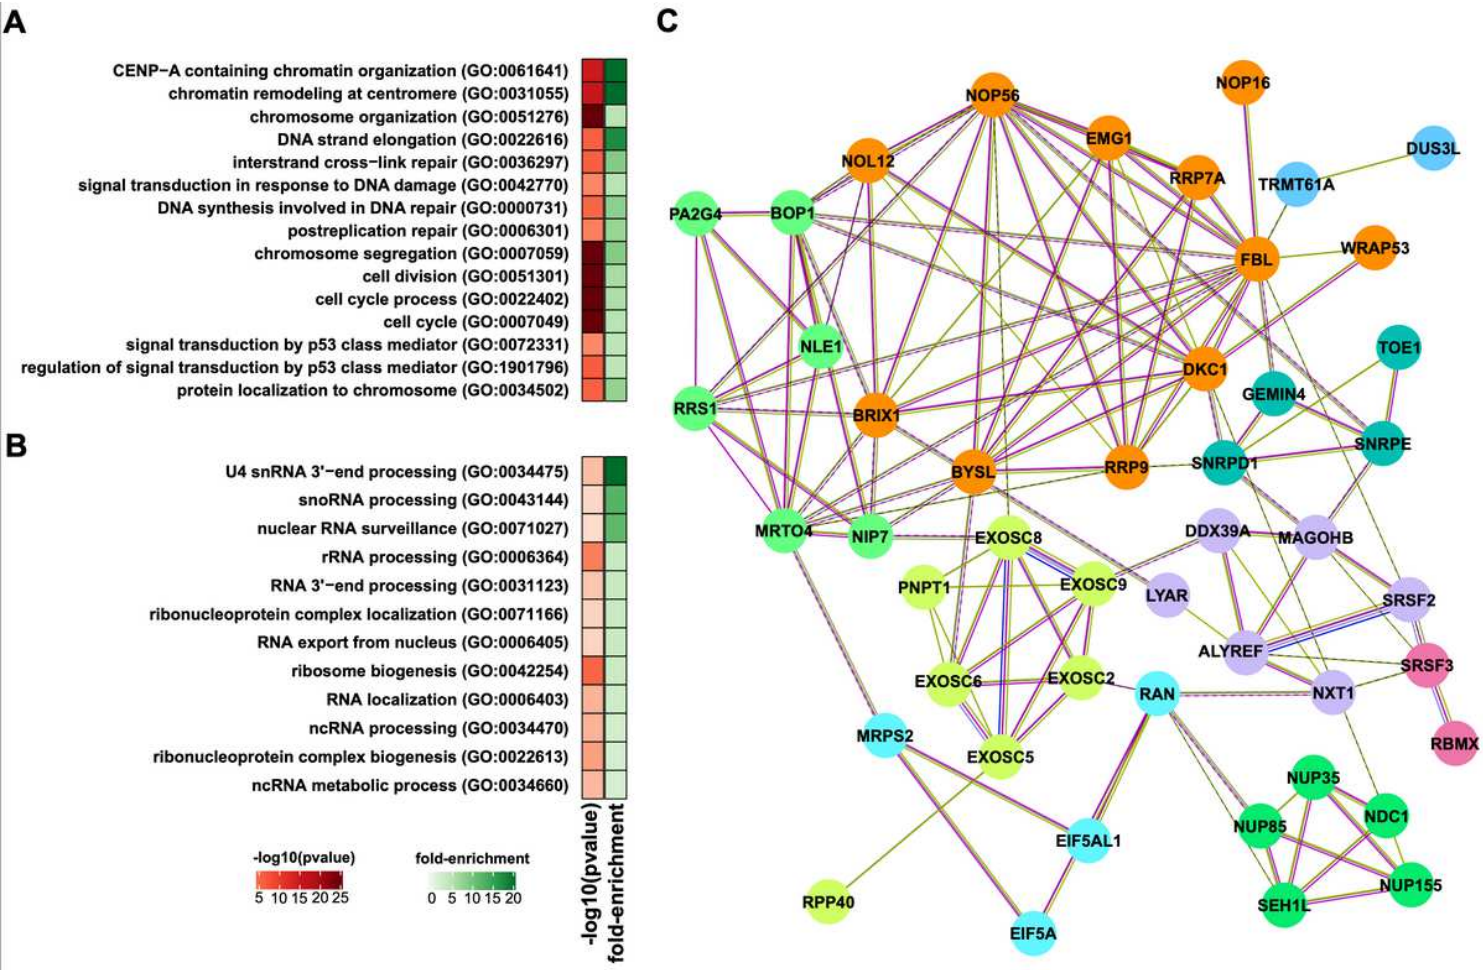 A
CENP−A containing chromatin organization (GO:0061641)
chromatin remodeling at centromere (GO:0031055)
chromosome organization (GO:0051276)
DNA strand elongation (GO:0022616)
interstrand cross−link repair (GO:0036297)
signal transduction in response to DNA damage (GO:0042770)
DNA synthesis involved in DNA repair (GO:0000731)
postreplication repair (GO:0006301)
chromosome segregation (GO:0007059)
cell division (GO:0051301)
cell cycle process (GO:0022402)
cell cycle (GO:0007049)
signal transduction by p53 class mediator (GO:0072331)
regulation of signal transduction by p53 class mediator (GO:1901796)
protein localization to chromosome (GO:0034502)
B
U4 snRNA 3'−end processing (GO:0034475)
snoRNA processing (GO:0043144)
nuclear RNA surveillance (GO:0071027)
rRNA processing (GO:0006364)
RNA 3'−end processing (GO:0031123)
ribonucleoprotein complex localization (GO:0071166)
RNA export from nucleus (GO:0006405)
ribosome biogenesis (GO:0042254)
RNA localization (GO:0006403)
ncRNA processing (GO:0034470)
ribonucleoprotein complex biogenesis (GO:0022613)
ncRNA metabolic process (GO:0034660)
-log10(pvalue)
fold-enrichment
-log10(pvalue)
5 10 15 20 25
fold-enrichment
0 5 10 15 20
C
NOP56
NOP16
EMG1
DUS3L
NOL12
RRP7A
TRMT61A
PA2G4
BOP1
WRAP53
FBL
NLE1
TOE1
DKC1
GEMIN4
RRS1
BRIX1
SNRPE
BYSL
RRP9
SNRPD1
MRTO4
NIP7
EXOSC8
DDX39A
MAGOHB
PNPT1
EXOSC9
LYAR
SRSF2
ALYREF
SRSF3
EXOSC6
EXOSC2
RAN
NXT1
MRPS2
RBMX
EXOSC5
NUP35
NDC1
NUP85
EIF5AL1
NUP155
RPP40
SEH1L
EIF5A